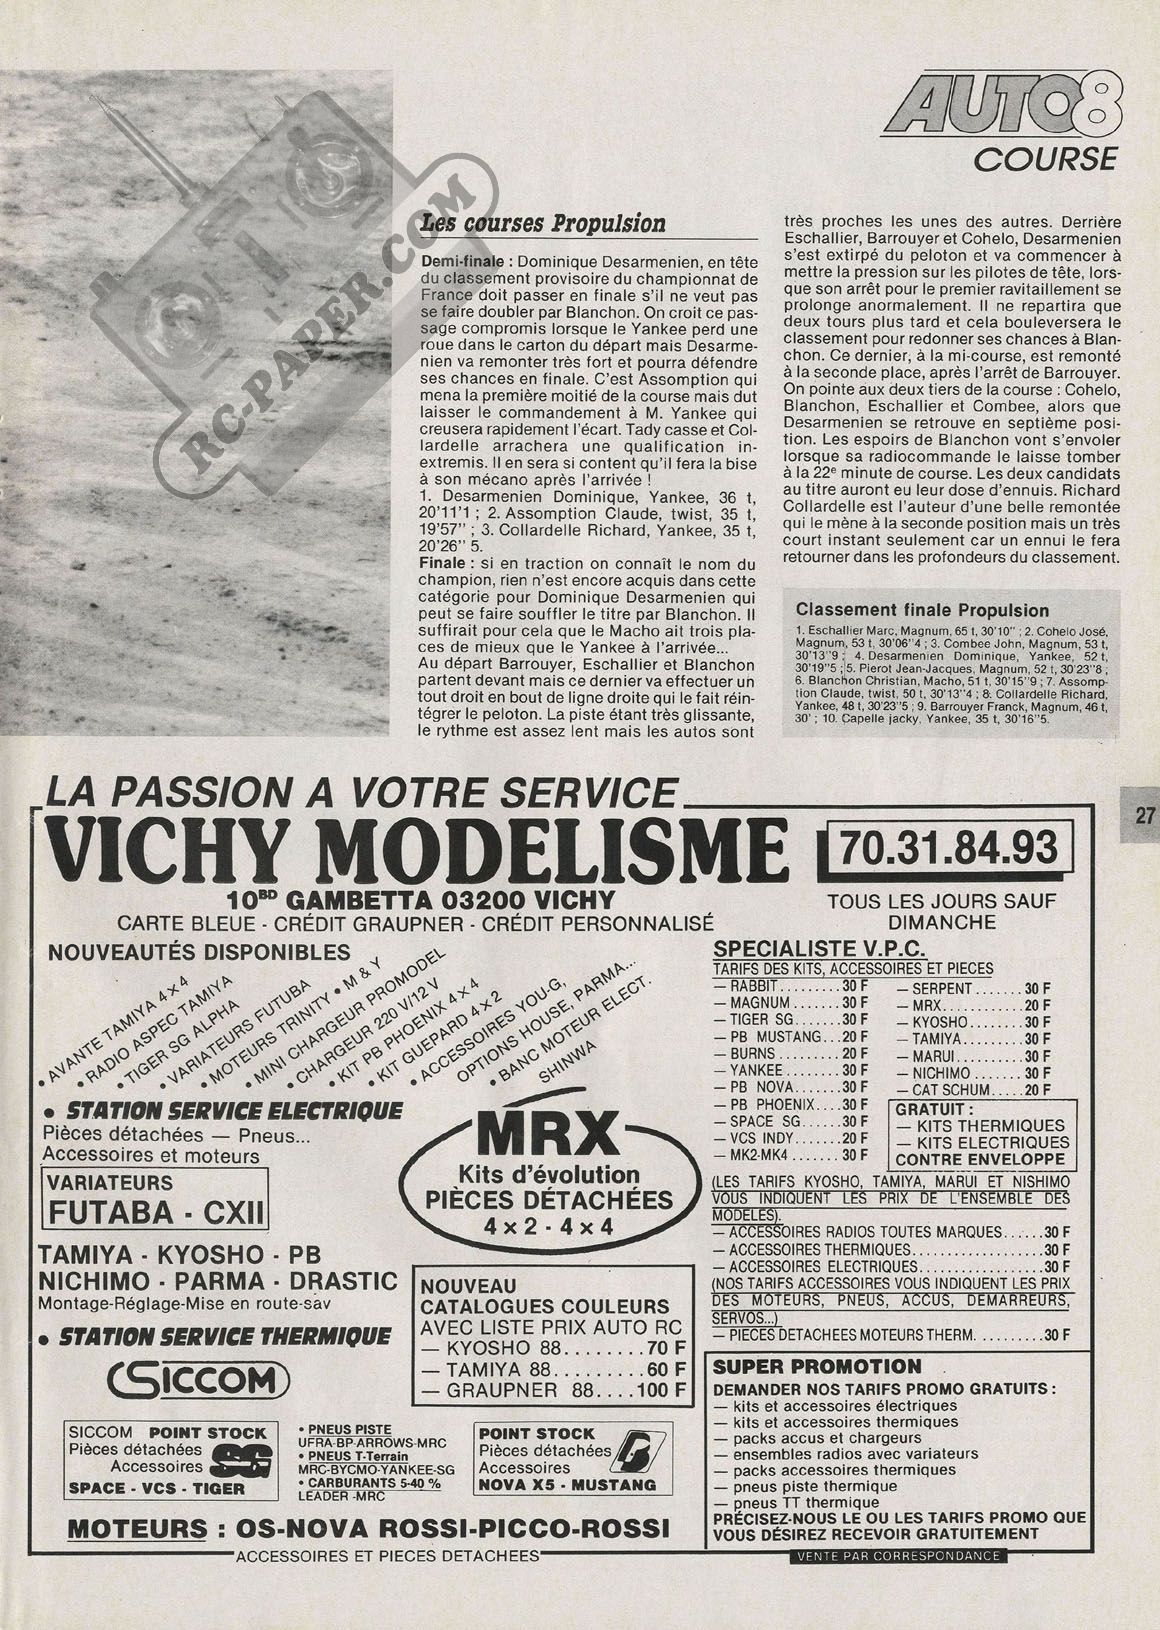 AUTO8
COURSE
RC-PAPER.COM
Les courses Propulsion
Demi-finale : Dominique Desarmenien, en tête
du classement provisoire du championnat de
France doit passer en finale s'il ne veut pas
se faire doubler par Blanchon. On croit ce pas-
sage compromis lorsque le Yankee perd une
roue dans le carton du départ mais Desarme-
nien va remonter très fort et pourra défendre
ses chances en finale. C'est Assomption qui
mena la première moitié de la course mais dut
laisser le commandement à M. Yankee qui
creusera rapidement l'écart. Tady casse et Col-
lardelle arrachera une qualification in-
extremis. Il en sera si content qu'il fera la bise
à son mécano après l'arrivée !
1. Desarmenien Dominique, Yankee, 36 t,
20'11'1 ; 2. Assomption Claude, twist, 35 t,
19'57" ; 3. Collardelle Richard, Yankee, 35 t,
20'26" 5.
Finale : si en traction on connaît le nom du
champion, rien n'est encore acquis dans cette
catégorie pour Dominique Desarmenien qui
peut se faire souffler le titre par Blanchon. Il
suffirait pour cela que le Macho ait trois pla-
ces de mieux que le Yankee à l'arrivée...
Au départ Barrouyer, Eschallier et Blanchon
partent devant mais ce dernier va effectuer un
tout droit en bout de ligne droite qui le fait réin-
tégrer le peloton. La piste étant très glissante,
le rythme est assez lent mais les autos sont
très proches les unes des autres. Derrière
Eschallier, Barrouyer et Cohelo, Desarmenien
s'est extirpé du peloton et va commencer à
mettre la pression sur les pilotes de tête, lors-
que son arrêt pour le premier ravitaillement se
prolonge anormalement. Il ne repartira que
deux tours plus tard et cela bouleversera le
classement pour redonner ses chances à Blan-
chon. Ce dernier, à la mi-course, est remonté
à la seconde place, après l'arrêt de Barrouyer.
On pointe aux deux tiers de la course : Cohelo,
Blanchon, Eschallier et Combee, alors que
Desarmenien se retrouve en septième posi-
tion. Les espoirs de Blanchon vont s'envoler
lorsque sa radiocommande le laisse tomber
à la 22e minute de course. Les deux candidats
au titre auront eu leur dose d'ennuis. Richard
Collardelle est l'auteur d'une belle remontée
qui le mène à la seconde position mais un très
court instant seulement car un ennui le fera
retourner dans les profondeurs du classement.
Classement finale Propulsion
1. Eschallier Marc, Magnum, 65 t, 30'10" ; 2. Cohelo José,
Magnum, 53 t, 30'06"4 ; 3. Combee John, Magnum, 53 t,
30'13"9 ; 4. Desarmenien Dominique, Yankee, 52 t,
30'19"5 ; 5. Pierot Jean-Jacques, Magnum, 52 t, 30'23"8 ;
6. Blanchon Christian, Macho, 51 t, 30'15"9 ; 7. Assomp-
tion Claude, twist, 50 t, 30'13"4 ; 8. Collardelle Richard,
Yankee, 48 t, 30'23"5 ; 9. Barrouyer Franck, Magnum, 46 t,
30' ; 10. Capelle jacky, Yankee, 35 t, 30'16"5.
27
LA PASSION A VOTRE SERVICE
VICHY MODELISME
70.31.84.93
10BD GAMBETTA 03200 VICHY
CARTE BLEUE - CRÉDIT GRAUPNER - CRÉDIT PERSONNALISÉ
TOUS LES JOURS SAUF
DIMANCHE
NOUVEAUTÉS DISPONIBLES
• AVANTE TAMIYA 4 x 4
• RADIO ASPEC TAMIYA
• TIGER SG ALPHA
• VARIATEURS FUTUBA
• MOTEURS TRINITY • M & Y
• MINI CHARGEUR PROMODEL
• CHARGEUR 220 V/12 V
• KIT PB PHOENIX 4 x 4
• KIT GUEPARD 4 x 2
• ACCESSOIRES YOU-G,
OPTIONS HOUSE, PARMA...
• BANC MOTEUR ELECT.
SHINWA
• STATION SERVICE ELECTRIQUE
Pièces détachées — Pneus...
Accessoires et moteurs
VARIATEURS
FUTABA - CXII
TAMIYA - KYOSHO - PB
NICHIMO - PARMA - DRASTIC
Montage-Réglage-Mise en route-sav
• STATION SERVICE THERMIQUE
SICCOM
MRX
Kits d'évolution
PIÈCES DÉTACHÉES
4 x 2 - 4 x 4
NOUVEAU
CATALOGUES COULEURS
AVEC LISTE PRIX AUTO RC
— KYOSHO 88........70 F
— TAMIYA 88.........60 F
— GRAUPNER 88....100 F
SICCOM POINT STOCK
Pièces détachées
Accessoires SG
SPACE - VCS - TIGER
• PNEUS PISTE
UFRA-BP-ARROWS-MRC
• PNEUS T-Terrain
MRC-BYCMO-YANKEE-SG
• CARBURANTS 5-40 %
LEADER -MRC
POINT STOCK
Pièces détachées
Accessoires
NOVA X5 - MUSTANG
MOTEURS : OS-NOVA ROSSI-PICCO-ROSSI
ACCESSOIRES ET PIECES DETACHEES
SPECIALISTE V.P.C.
TARIFS DES KITS, ACCESSOIRES ET PIECES
— RABBIT.........30 F
— MAGNUM.......30 F
— TIGER SG.......30 F
— PB MUSTANG...20 F
— BURNS.........20 F
— YANKEE........30 F
— PB NOVA.......30 F
— PB PHOENIX....30 F
— SPACE SG......30 F
— VCS INDY.......20 F
— MK2-MK4.......30 F
— SERPENT.......30 F
— MRX...........20 F
— KYOSHO.......30 F
— TAMIYA........30 F
— MARUI.........30 F
— NICHIMO.......30 F
— CAT SCHUM.....20 F
GRATUIT :
— KITS THERMIQUES
— KITS ELECTRIQUES
CONTRE ENVELOPPE
(LES TARIFS KYOSHO, TAMIYA, MARUI ET NISHIMO
VOUS INDIQUENT LES PRIX DE L'ENSEMBLE DES
MODELES).
— ACCESSOIRES RADIOS TOUTES MARQUES......30 F
— ACCESSOIRES THERMIQUES....................30 F
— ACCESSOIRES ELECTRIQUES...................30 F
(NOS TARIFS ACCESSOIRES VOUS INDIQUENT LES PRIX
DES MOTEURS, PNEUS, ACCUS, DEMARREURS,
SERVOS...)
— PIECES DETACHEES MOTEURS THERM..........30 F
SUPER PROMOTION
DEMANDER NOS TARIFS PROMO GRATUITS :
— kits et accessoires électriques
— kits et accessoires thermiques
— packs accus et chargeurs
— ensembles radios avec variateurs
— packs accessoires thermiques
— pneus piste thermique
— pneus TT thermique
PRÉCISEZ-NOUS LE OU LES TARIFS PROMO QUE
VOUS DÉSIREZ RECEVOIR GRATUITEMENT
VENTE PAR CORRESPONDANCE